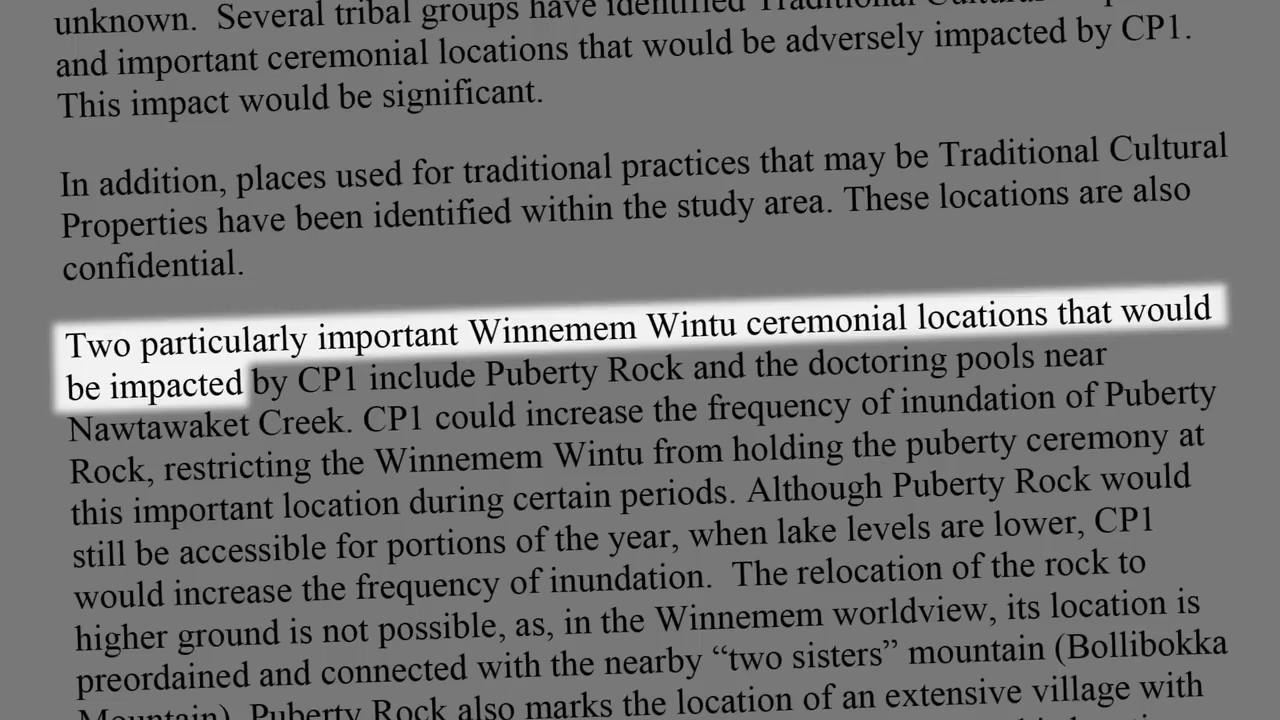 unknown.  Several tribal groups have identified Traditional Cultural
and important ceremonial locations that would be adversely impacted by CP1.
This impact would be significant.
In addition, places used for traditional practices that may be Traditional Cultural
Properties have been identified within the study area. These locations are also
confidential.
Two particularly important Winnemem Wintu ceremonial locations that would
be impacted by CP1 include Puberty Rock and the doctoring pools near
Nawtawaket Creek. CP1 could increase the frequency of inundation of Puberty
Rock, restricting the Winnemem Wintu from holding the puberty ceremony at
this important location during certain periods. Although Puberty Rock would
still be accessible for portions of the year, when lake levels are lower, CP1
would increase the frequency of inundation.  The relocation of the rock to
higher ground is not possible, as, in the Winnemem worldview, its location is
preordained and connected with the nearby “two sisters” mountain (Bollibokka
Mountain). Puberty Rock also marks the location of an extensive village with